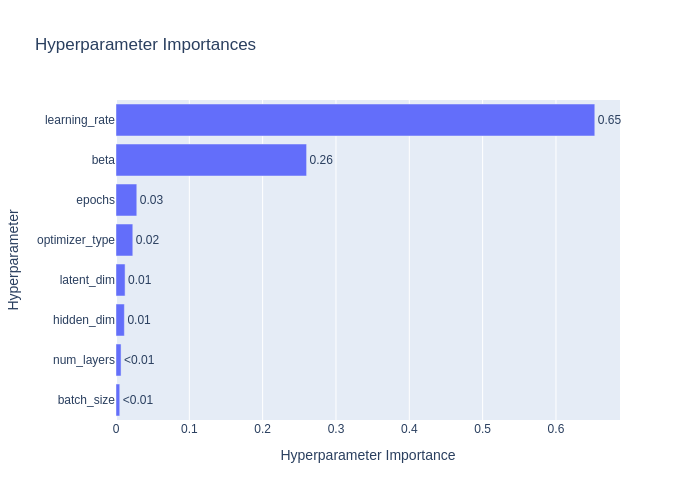 Hyperparameter Importances
Hyperparameter
learning_rate 0.65
beta 0.26
epochs 0.03
optimizer_type 0.02
latent_dim 0.01
hidden_dim 0.01
num_layers <0.01
batch_size <0.01
0 0.1 0.2 0.3 0.4 0.5 0.6
Hyperparameter Importance